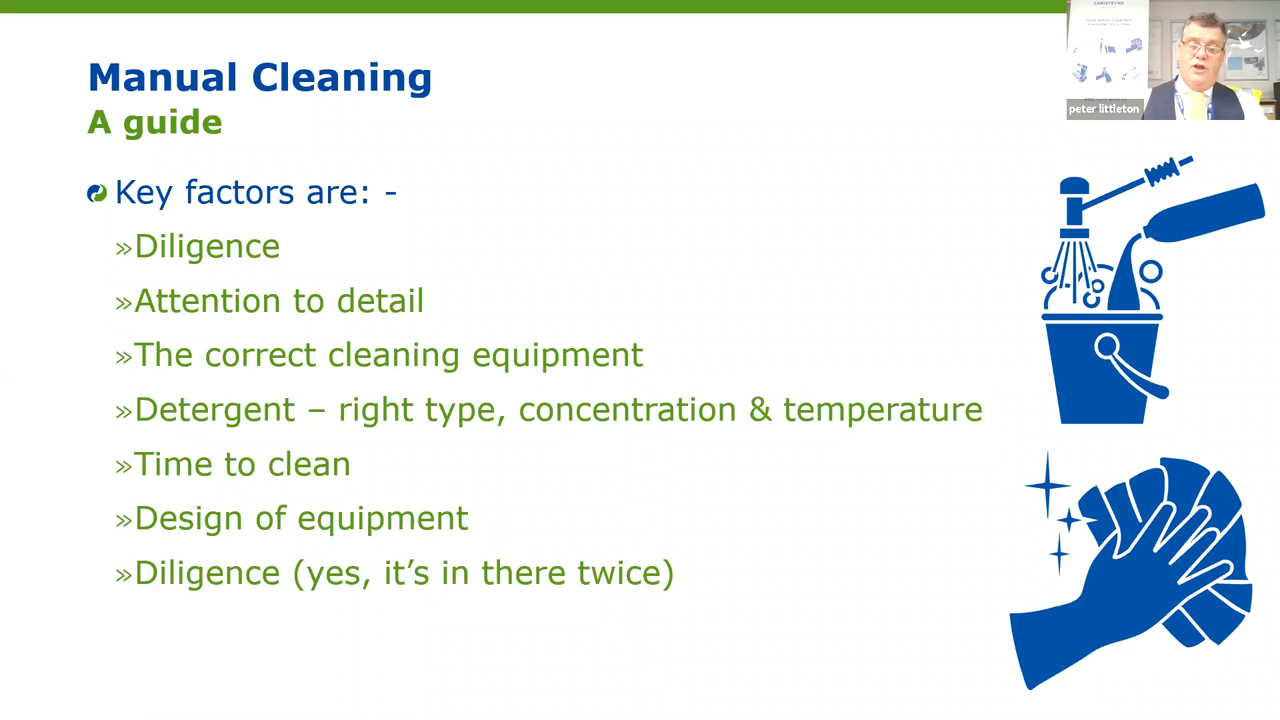 Manual Cleaning
A guide
Key factors are: -
»Diligence
»Attention to detail
»The correct cleaning equipment
»Detergent – right type, concentration & temperature
»Time to clean
»Design of equipment
»Diligence (yes, it’s in there twice)
CHRISTEYNS
peter littleton